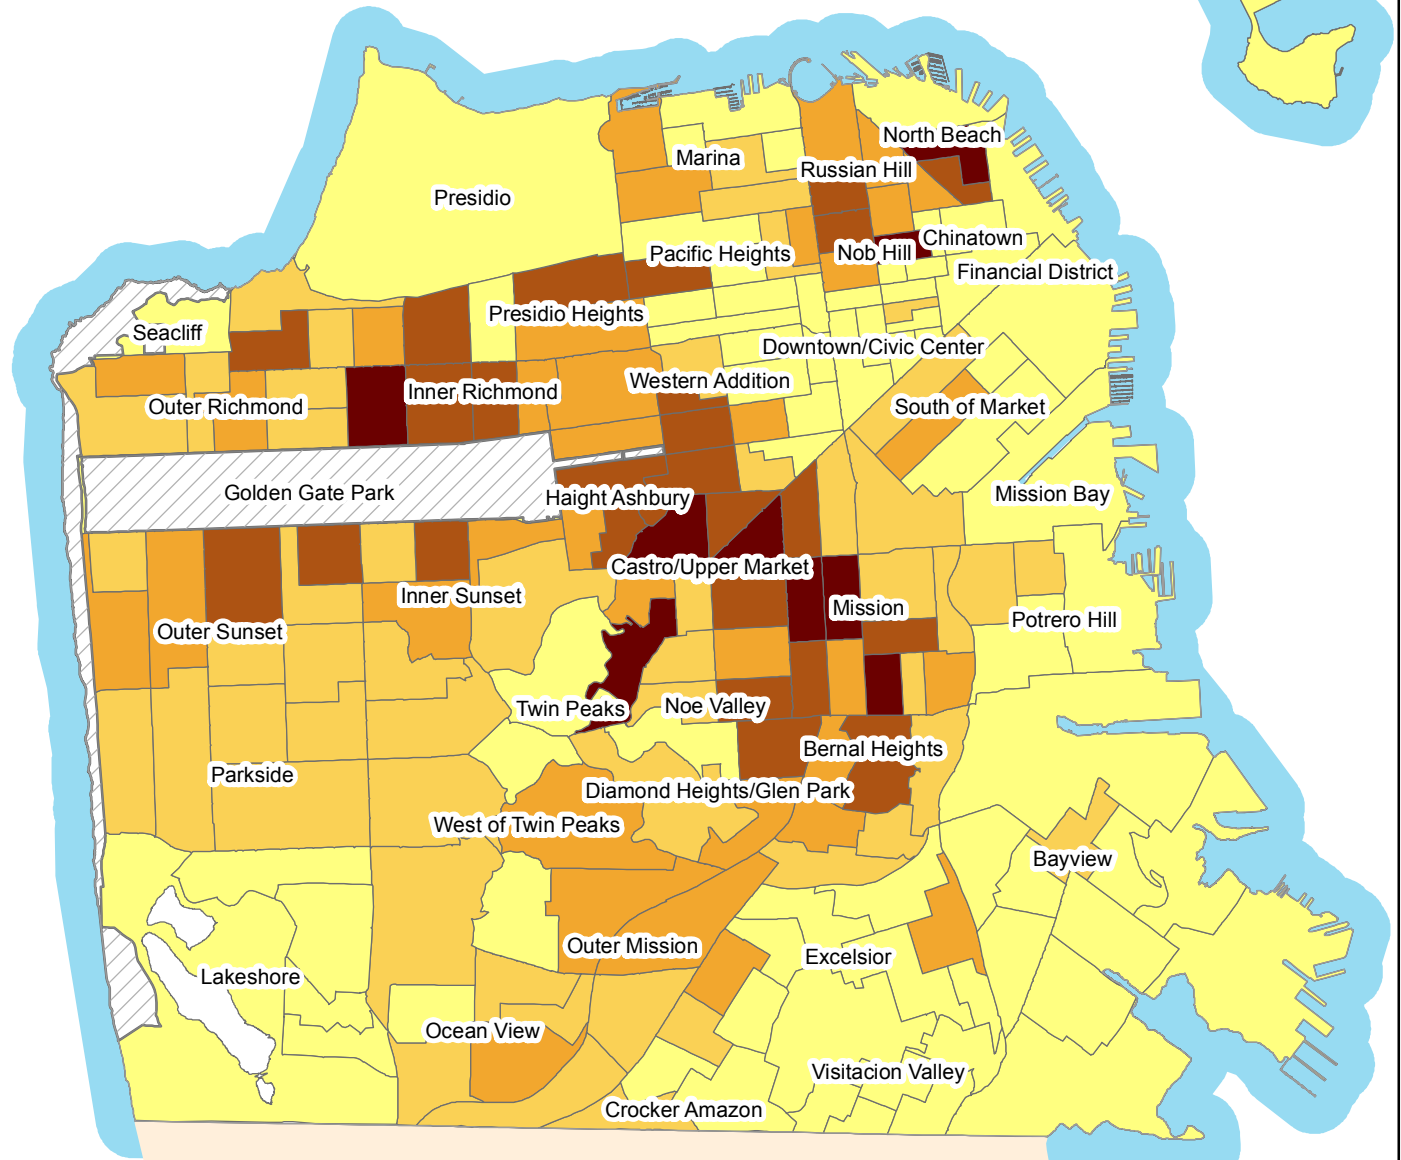 North Beach
Marina
Russian Hill
Presidio
Chinatown
Pacific Heights
Nob Hill
Financial District
Presidio Heights
Seacliff
Downtown/Civic Center
Western Addition
Inner Richmond
Outer Richmond
South of Market
Golden Gate Park
Haight Ashbury
Mission Bay
Castro/Upper Market
Inner Sunset
Mission
Potrero Hill
Outer Sunset
Twin Peaks
Noe Valley
Bernal Heights
Parkside
Diamond Heights/Glen Park
West of Twin Peaks
Bayview
Outer Mission
Excelsior
Lakeshore
Ocean View
Visitacion Valley
Crocker Amazon